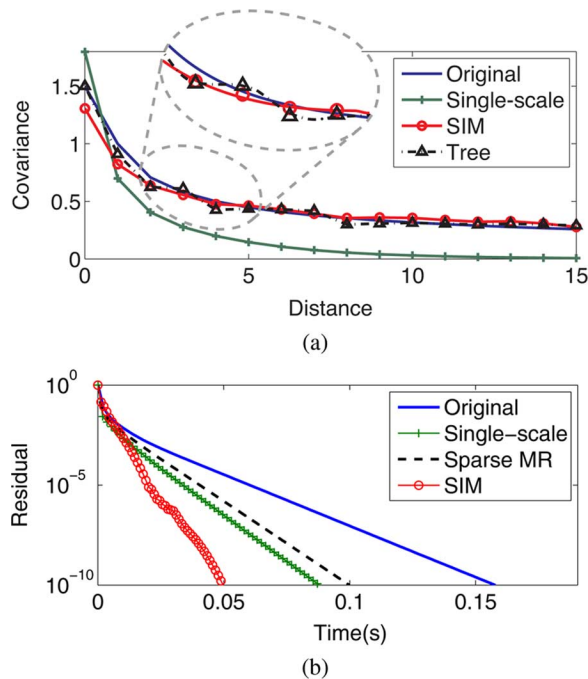 Covariance
1.5
1
0.5
0
0
5
10
15
Distance
Original
Single-scale
SIM
Tree
(a)
Residual
10^0
10^-5
10^-10
0
0.05
0.1
0.15
Time(s)
Original
Single-scale
Sparse MR
SIM
(b)